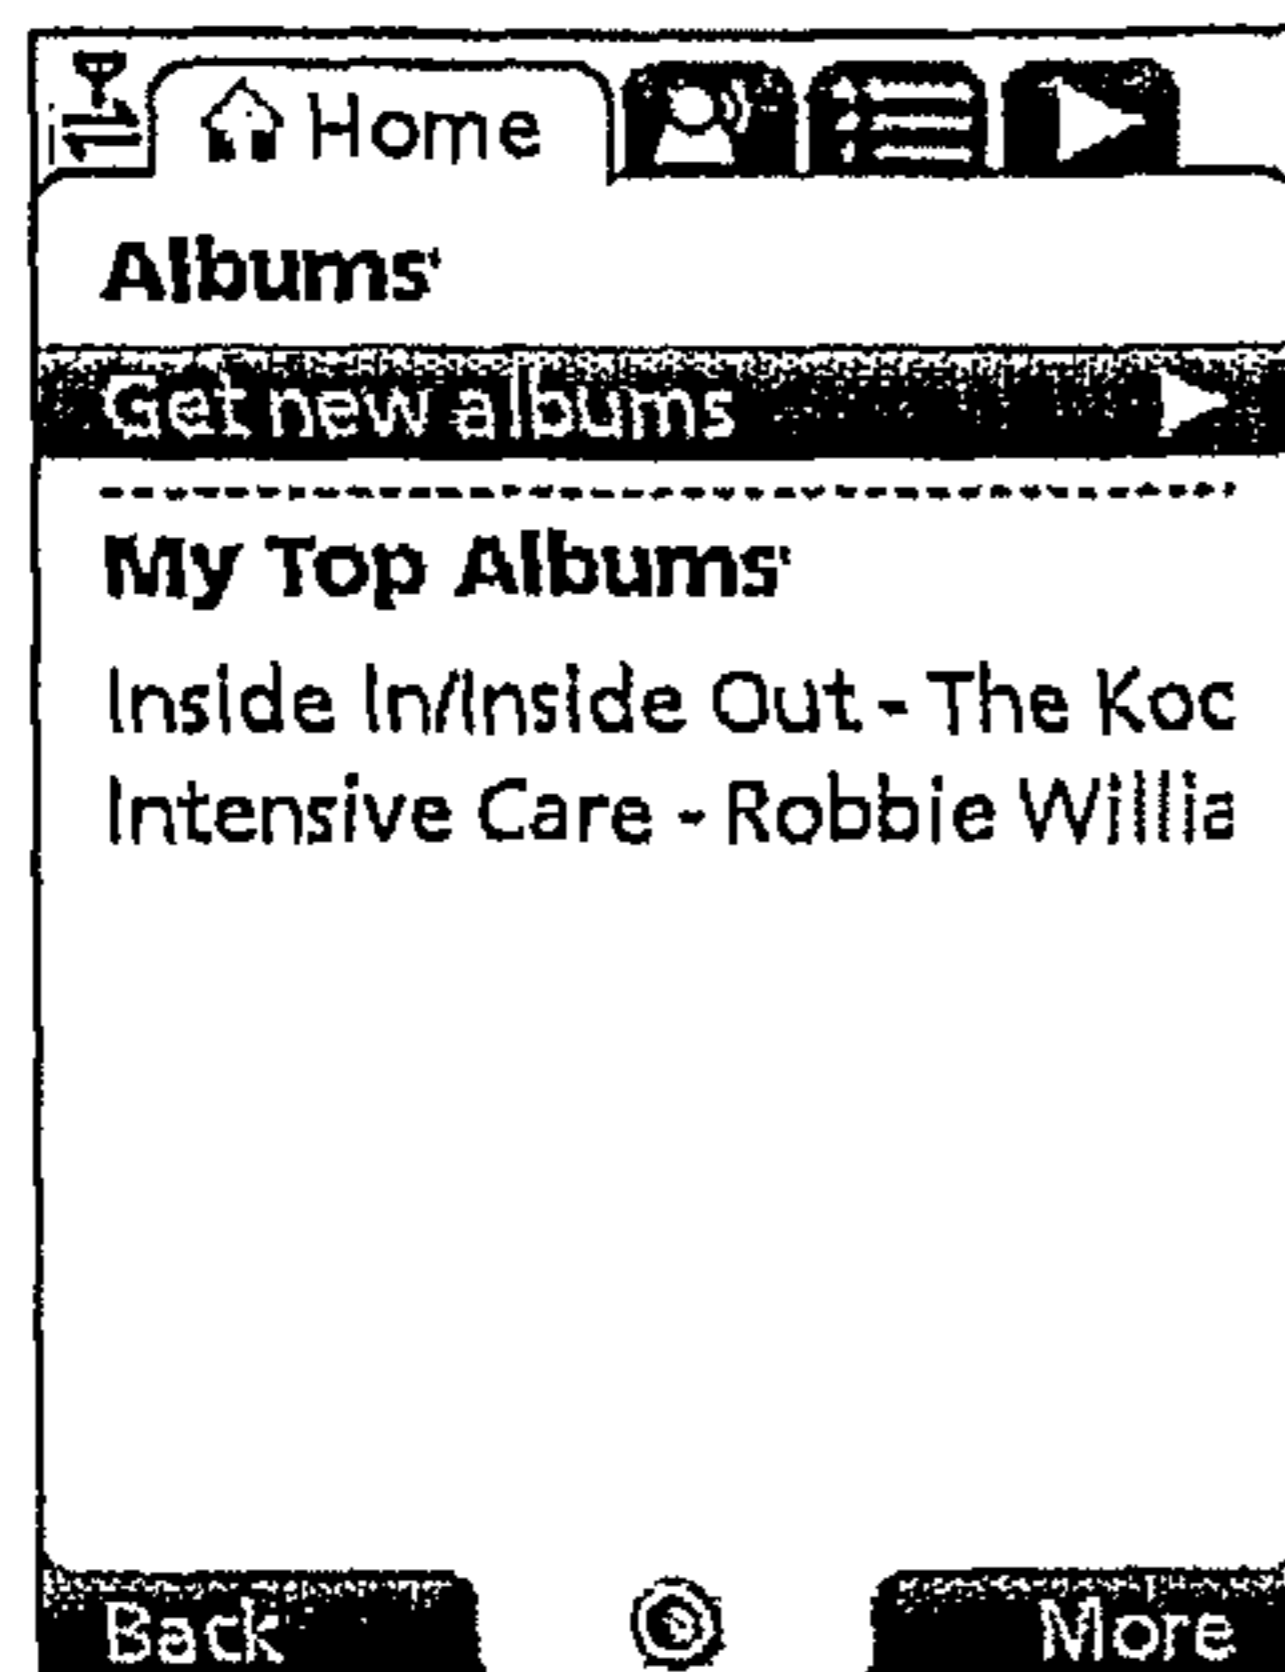 Home
Albums
Get new albums
My Top Albums
Inside In/Inside Out - The Koo
Intensive Care - Robbie Willia
Back
More